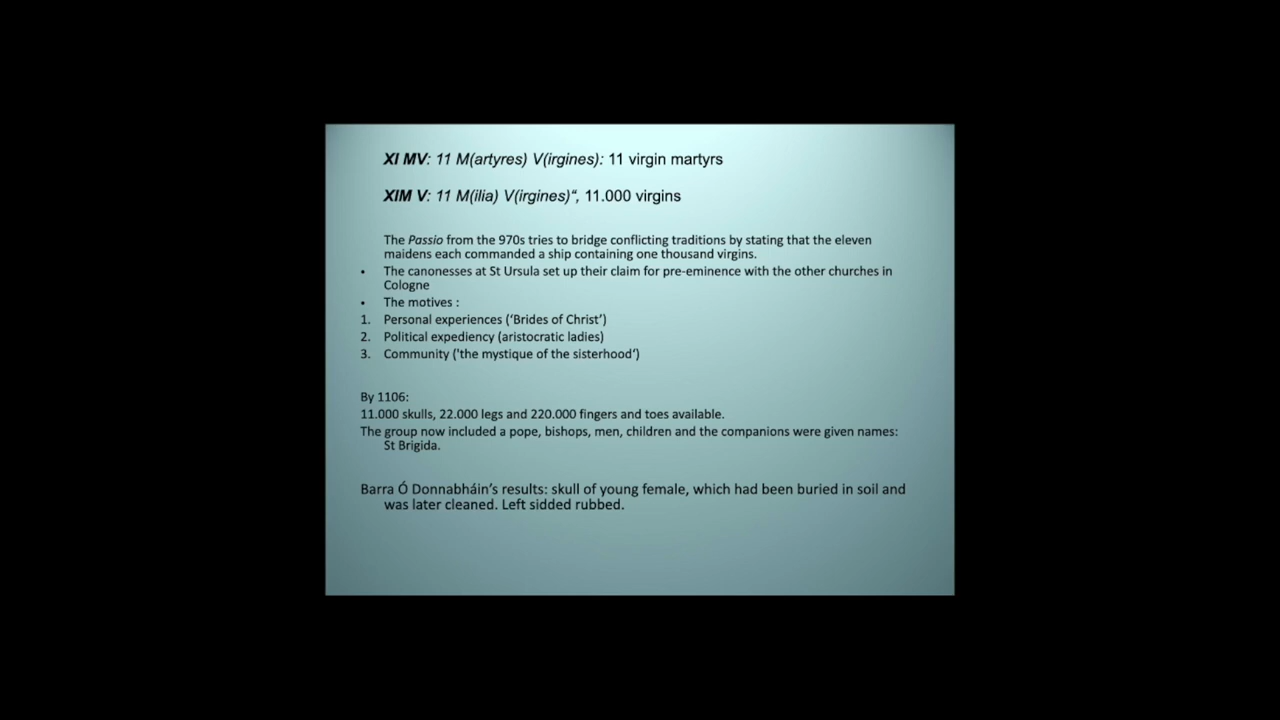 XI MV: 11 M(artyres) V(irgines): 11 virgin martyrs
XIM V: 11 M(ilia) V(irgines)“, 11.000 virgins
The Passio from the 970s tries to bridge conflicting traditions by stating that the eleven
maidens each commanded a ship containing one thousand virgins.
• The canonesses at St Ursula set up their claim for pre-eminence with the other churches in
Cologne
• The motives :
1. Personal experiences (‘Brides of Christ’)
2. Political expediency (aristocratic ladies)
3. Community ('the mystique of the sisterhood’)
By 1106:
11.000 skulls, 22.000 legs and 220.000 fingers and toes available.
The group now included a pope, bishops, men, children and the companions were given names:
St Brigida.
Barra Ó Donnabháin’s results: skull of young female, which had been buried in soil and
was later cleaned. Left sidded rubbed.